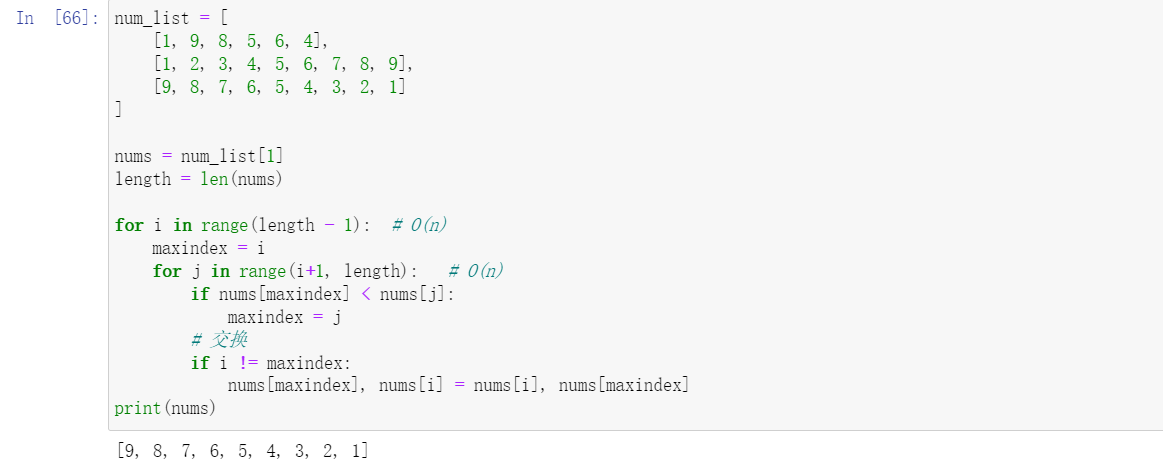 In [66]: num_list = [
    [1, 9, 8, 5, 6, 4],
    [1, 2, 3, 4, 5, 6, 7, 8, 9],
    [9, 8, 7, 6, 5, 4, 3, 2, 1]
]
nums = num_list[1]
length = len(nums)
for i in range(length - 1):  # O(n)
    maxindex = i
    for j in range(i+1, length):   # O(n)
        if nums[maxindex] < nums[j]:
            maxindex = j
        # 交换
        if i != maxindex:
            nums[maxindex], nums[i] = nums[i], nums[maxindex]
print(nums)
[9, 8, 7, 6, 5, 4, 3, 2, 1]